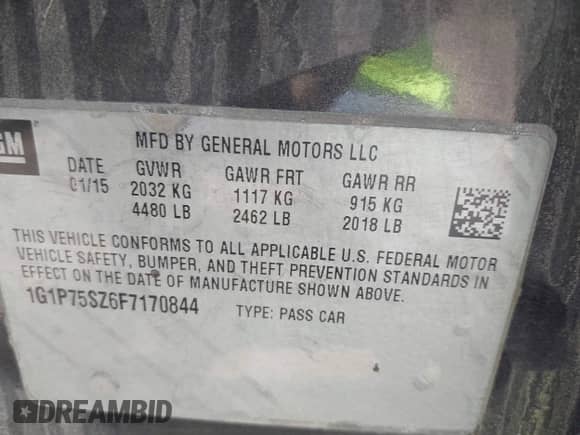 GM
MFD BY GENERAL MOTORS LLC
DATE GVWR GAWR FRT GAWR RR
01/15 2032 KG 1117 KG 915 KG
4480 LB 2462 LB 2018 LB
THIS VEHICLE CONFORMS TO ALL APPLICABLE U.S. FEDERAL MOTOR
VEHICLE SAFETY, BUMPER, AND THEFT PREVENTION STANDARDS IN
EFFECT ON THE DATE OF MANUFACTURE SHOWN ABOVE.
1G1P75SZ6F7170844 TYPE: PASS CAR
DREAMBID